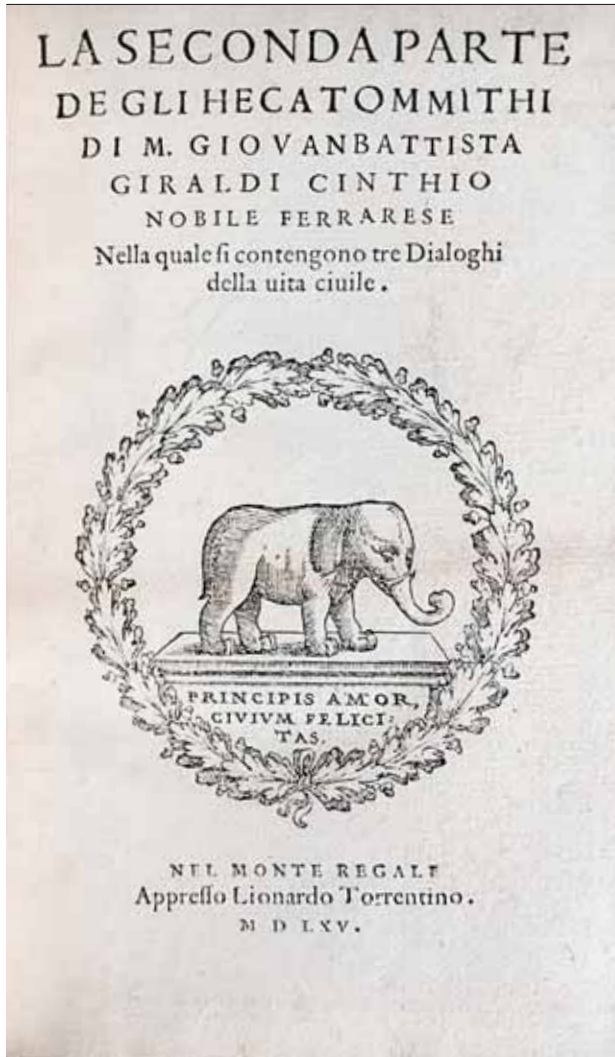 LA SECONDA PARTE
DE GLI HECATOMMITHI
DI M. GIOVANBATTISTA
GIRALDI CINTHIO
NOBILE FERRARESE
Nella quale ſi contengono tre Dialoghi
della uita ciuile.
PRINCIPIS AMOR,
CIVIVM FELICI-
TAS.
NEL MONTE REGALE
Appreſſo Lionardo Torrentino.
M D LXV.